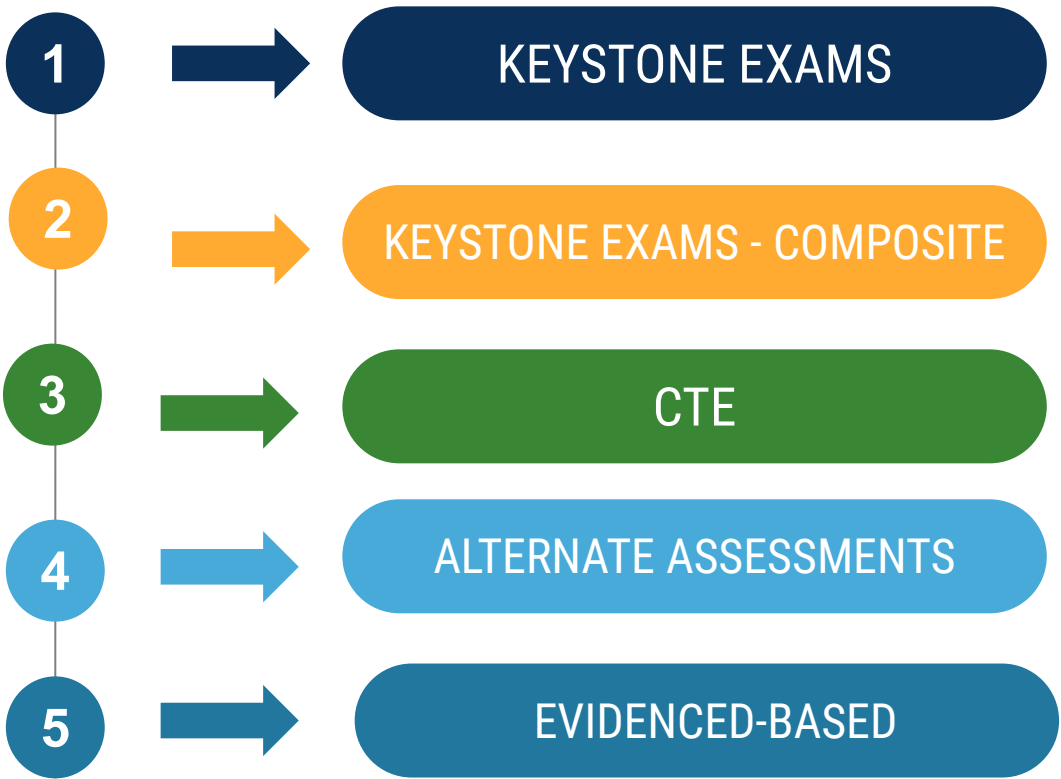 1
KEYSTONE EXAMS
2
KEYSTONE EXAMS - COMPOSITE
3
CTE
4
ALTERNATE ASSESSMENTS
5
EVIDENCED-BASED